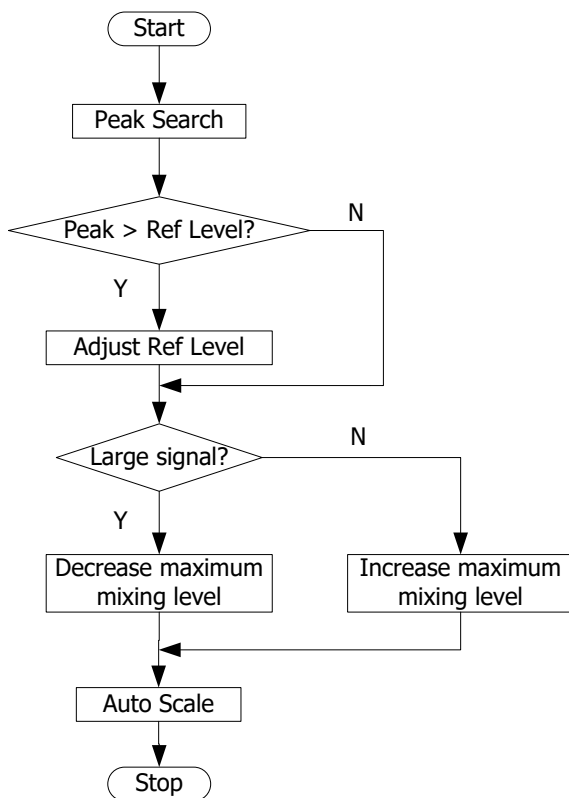 Start
Peak Search
Peak > Ref Level?
N
Y
Adjust Ref Level
Large signal?
N
Y
Decrease maximum
mixing level
Increase maximum
mixing level
Auto Scale
Stop